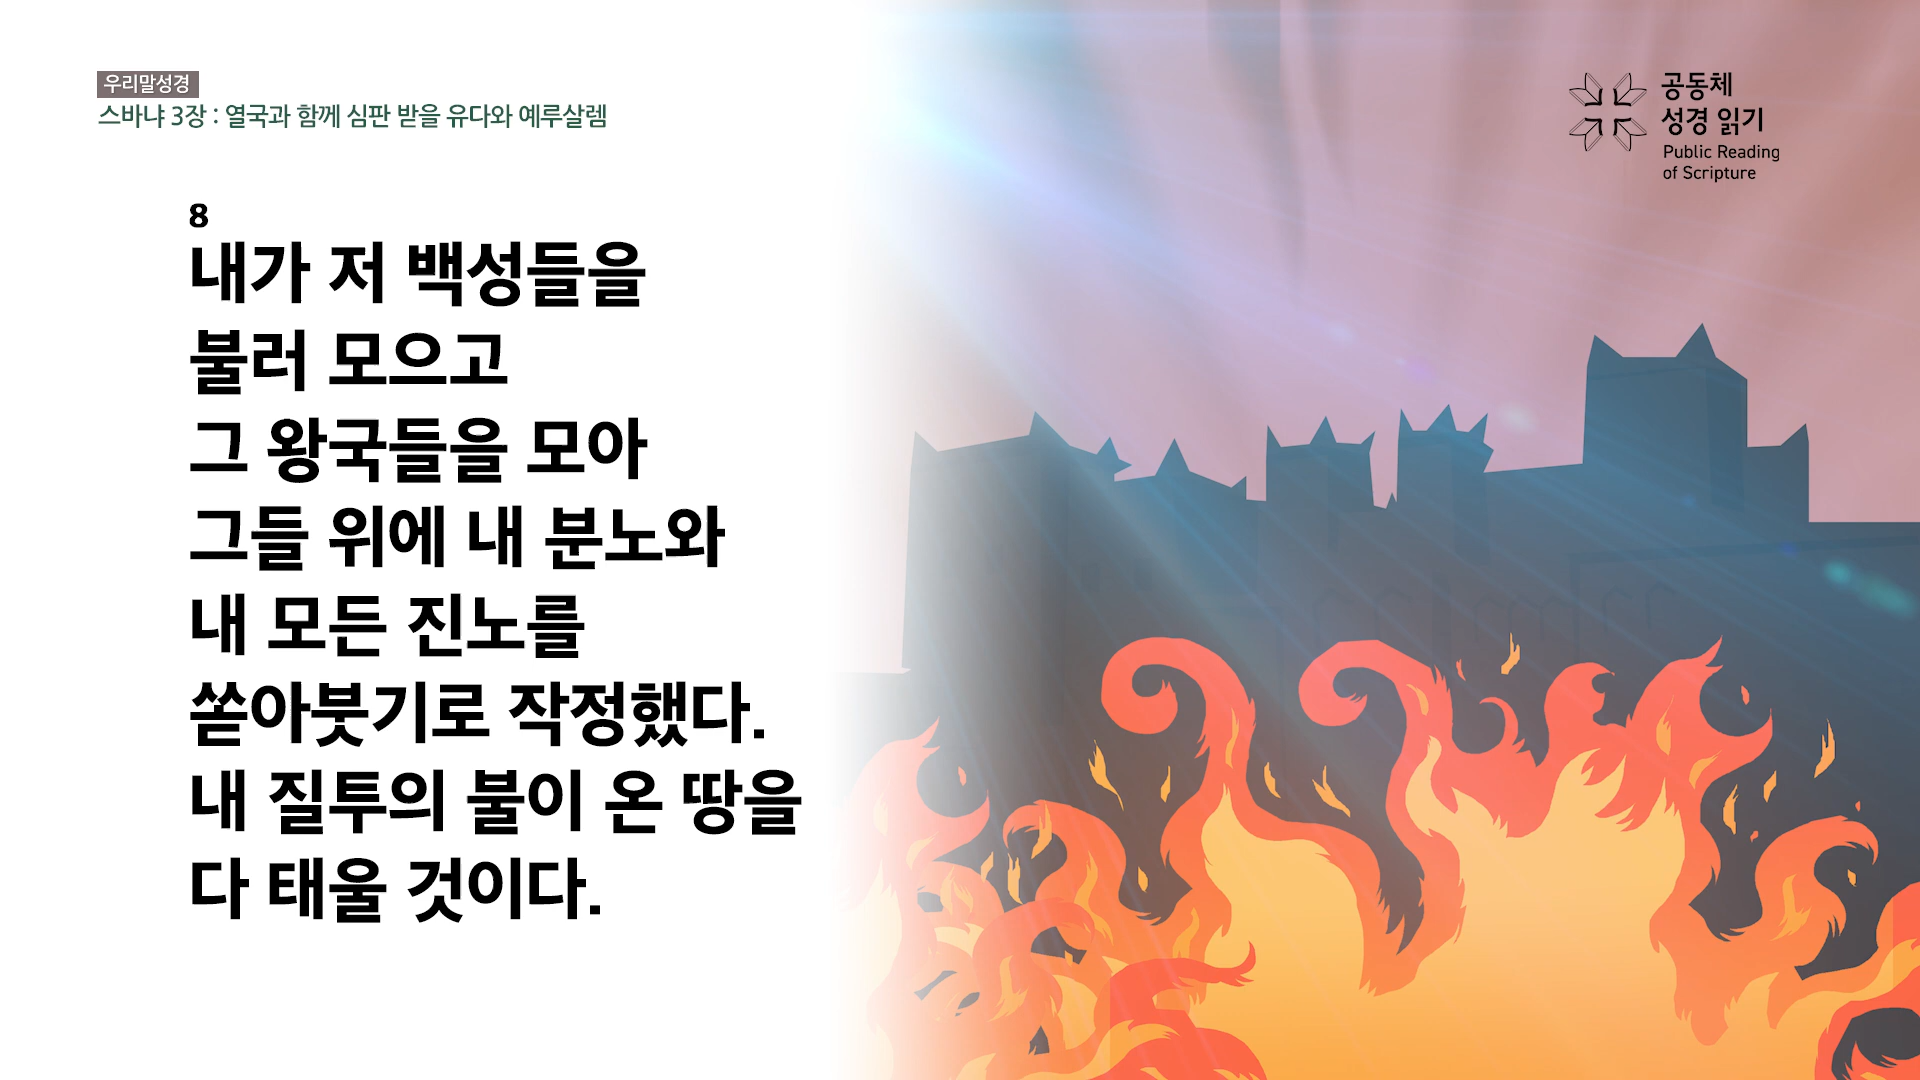 우리말성경
스바냐 3장 : 열국과 함께 심판 받을 유다와 예루살렘
공동체
성경 읽기
Public Reading
of Scripture
8
내가 저 백성들을
불러 모으고
그 왕국들을 모아
그들 위에 내 분노와
내 모든 진노를
쏟아붓기로 작정했다.
내 질투의 불이 온 땅을
다 태울 것이다.